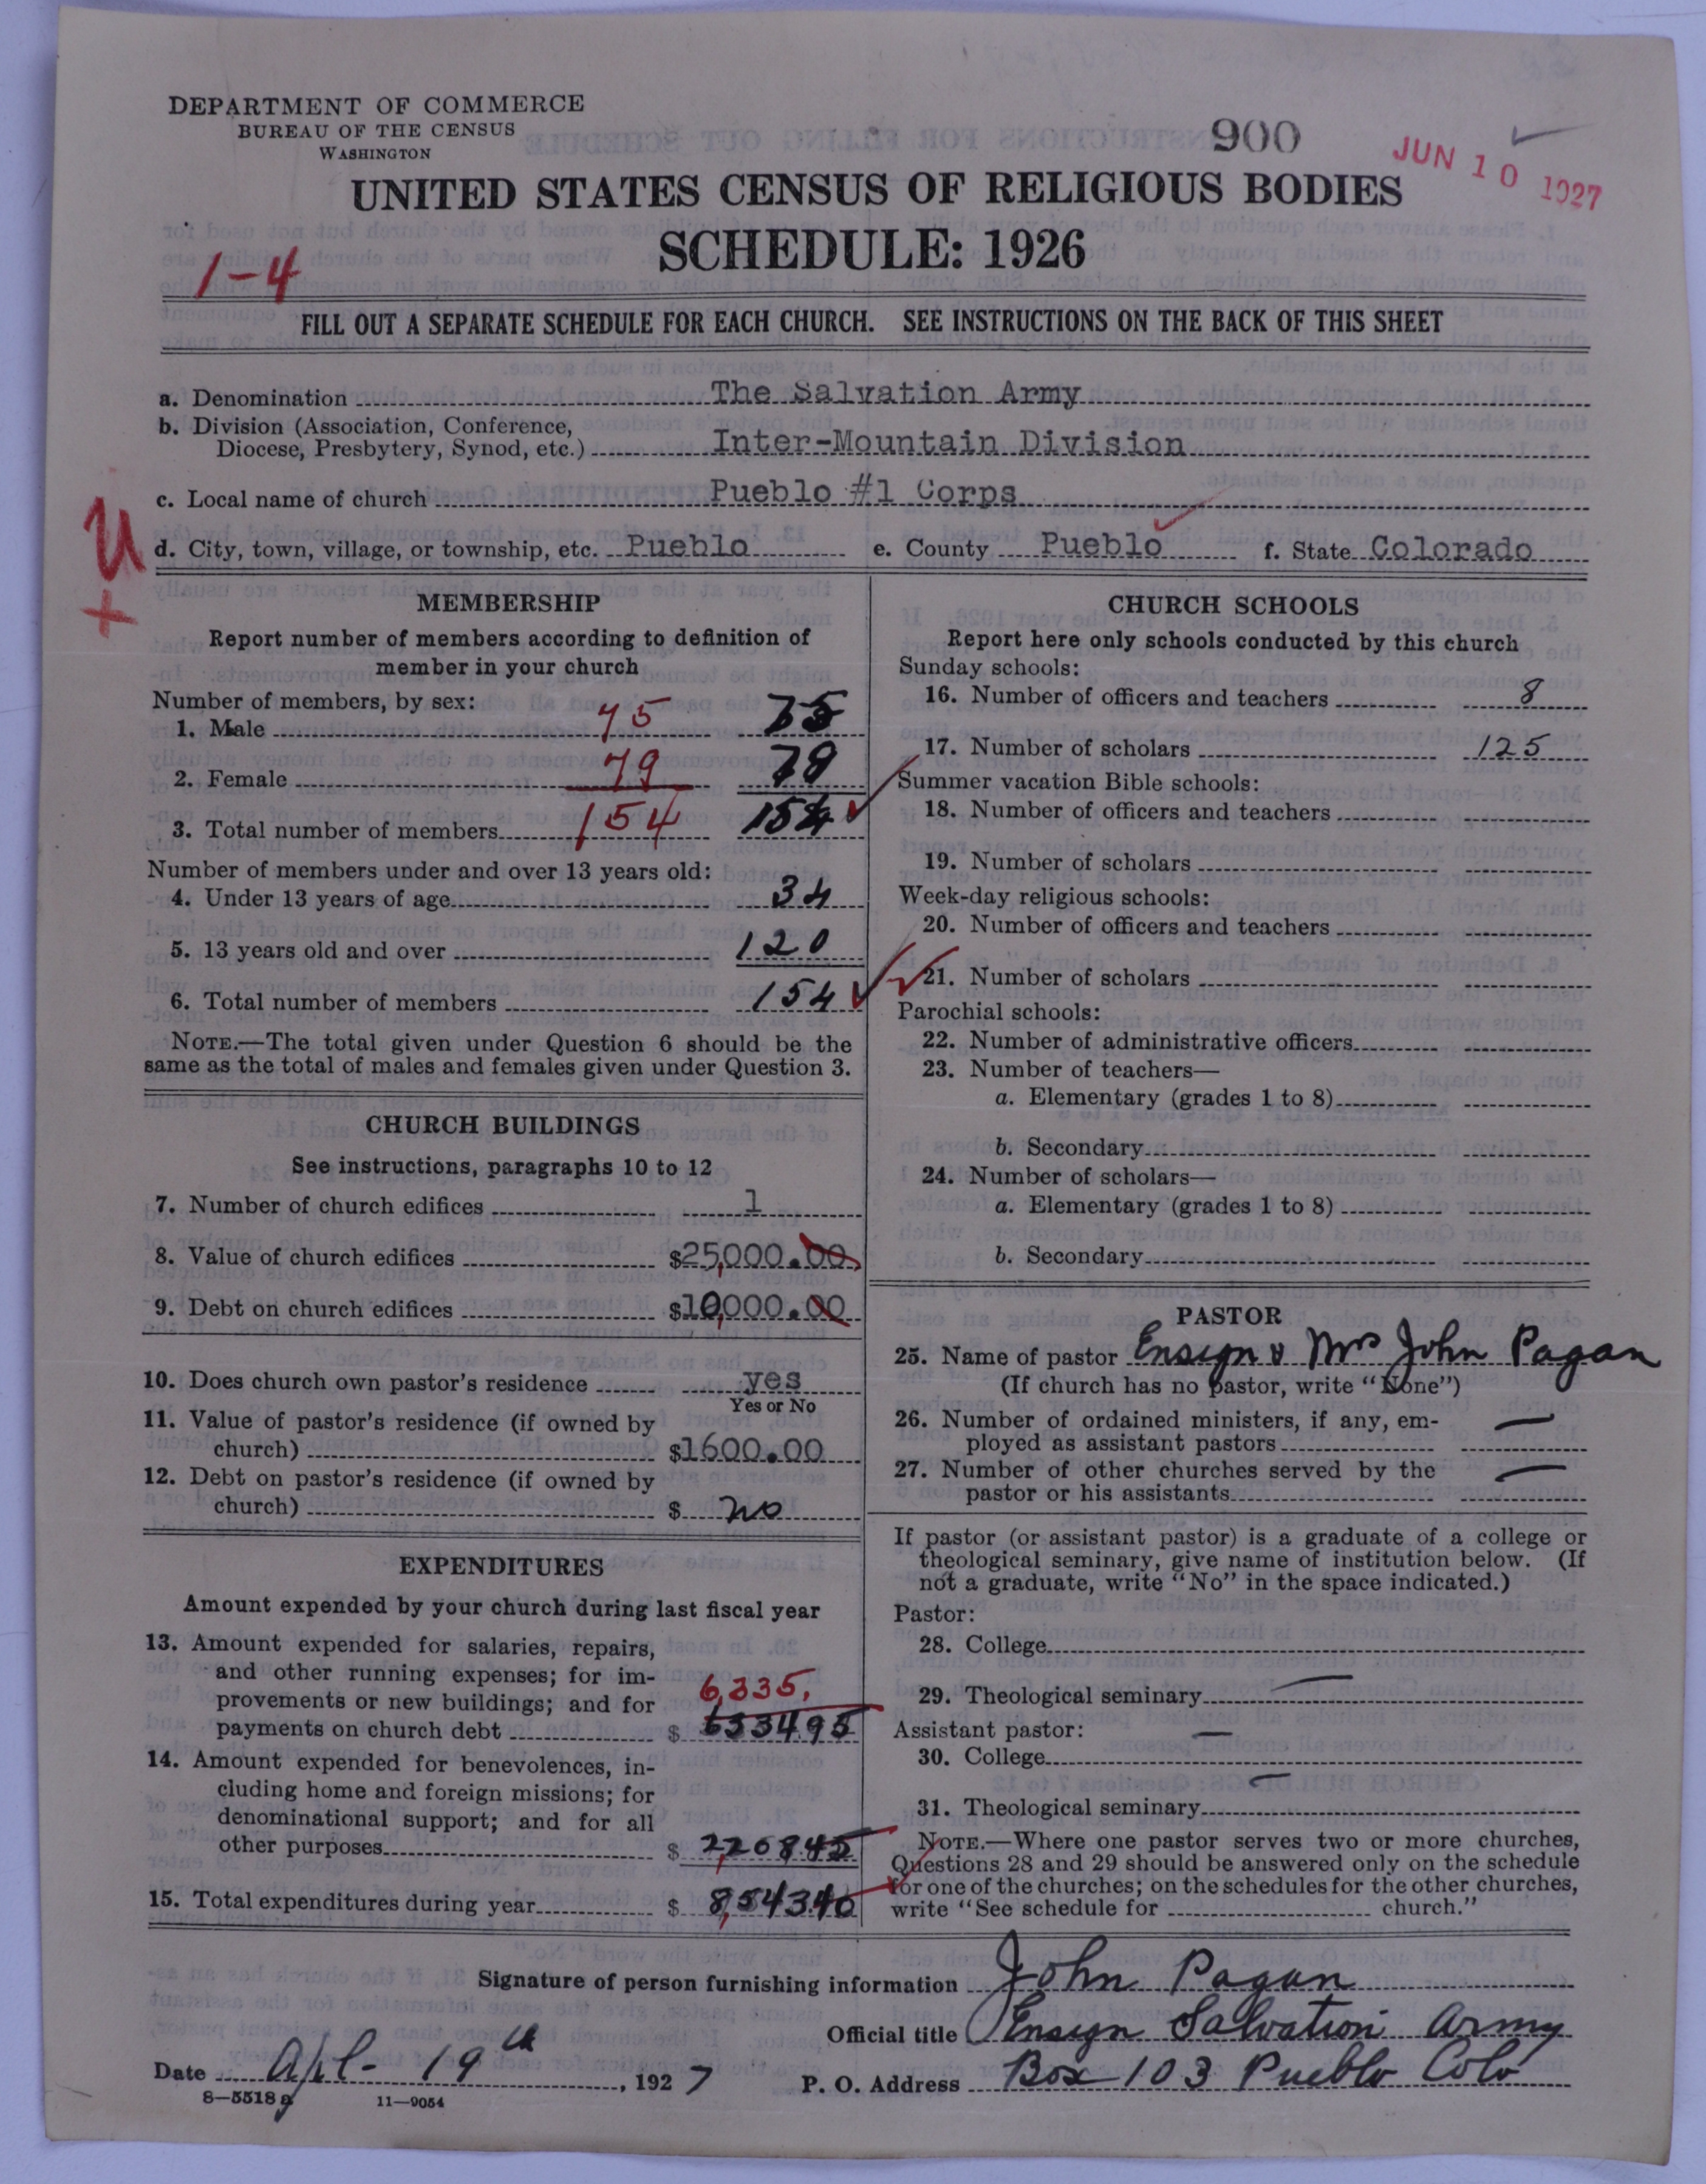 DEPARTMENT OF COMMERCE
BUREAU OF THE CENSUS
WASHINGTON
900
JUN 10 1927
UNITED STATES CENSUS OF RELIGIOUS BODIES
SCHEDULE: 1926
1-4
FILL OUT A SEPARATE SCHEDULE FOR EACH CHURCH. SEE INSTRUCTIONS ON THE BACK OF THIS SHEET
a. Denomination The Salvation Army
b. Division (Association, Conference,
Diocese, Presbytery, Synod, etc.) Inter-Mountain Division
c. Local name of church Pueblo #1 Corps
U
+
d. City, town, village, or township, etc. Pueblo e. County Pueblo f. State Colorado
MEMBERSHIP
Report number of members according to definition of
member in your church
Number of members, by sex:
1. Male 75 75
2. Female 79 79
3. Total number of members 154 154
Number of members under and over 13 years old:
4. Under 13 years of age 34
5. 13 years old and over 120
6. Total number of members 154
NOTE.—The total given under Question 6 should be the
same as the total of males and females given under Question 3.
CHURCH BUILDINGS
See instructions, paragraphs 10 to 12
7. Number of church edifices 1
8. Value of church edifices $25,000.00
9. Debt on church edifices $10,000.00
10. Does church own pastor's residence yes
Yes or No
11. Value of pastor's residence (if owned by
church) $1600.00
12. Debt on pastor's residence (if owned by
church) $ no
EXPENDITURES
Amount expended by your church during last fiscal year
13. Amount expended for salaries, repairs,
and other running expenses; for im-
provements or new buildings; and for
6,335.
payments on church debt $ 633495
14. Amount expended for benevolences, in-
cluding home and foreign missions; for
denominational support; and for all
other purposes $ 2,20845
15. Total expenditures during year $ 8,54340
CHURCH SCHOOLS
Report here only schools conducted by this church
Sunday schools:
16. Number of officers and teachers 8
17. Number of scholars 125
Summer vacation Bible schools:
18. Number of officers and teachers
19. Number of scholars
Week-day religious schools:
20. Number of officers and teachers
21. Number of scholars
Parochial schools:
22. Number of administrative officers
23. Number of teachers—
a. Elementary (grades 1 to 8)
b. Secondary
24. Number of scholars—
a. Elementary (grades 1 to 8)
b. Secondary
PASTOR
25. Name of pastor Ensign & Mrs John Pagan
(If church has no pastor, write "None")
26. Number of ordained ministers, if any, em-
ployed as assistant pastors —
27. Number of other churches served by the
pastor or his assistants —
If pastor (or assistant pastor) is a graduate of a college or
theological seminary, give name of institution below. (If
not a graduate, write "No" in the space indicated.)
Pastor:
28. College
29. Theological seminary —
Assistant pastor:
30. College —
31. Theological seminary —
NOTE.—Where one pastor serves two or more churches,
Questions 28 and 29 should be answered only on the schedule
for one of the churches; on the schedules for the other churches,
write "See schedule for church."
Signature of person furnishing information John Pagan
Official title Ensign Salvation Army
Date Apl- 19th, 1927 P. O. Address Box 103 Pueblo Colo
8—5518 g 11—9054